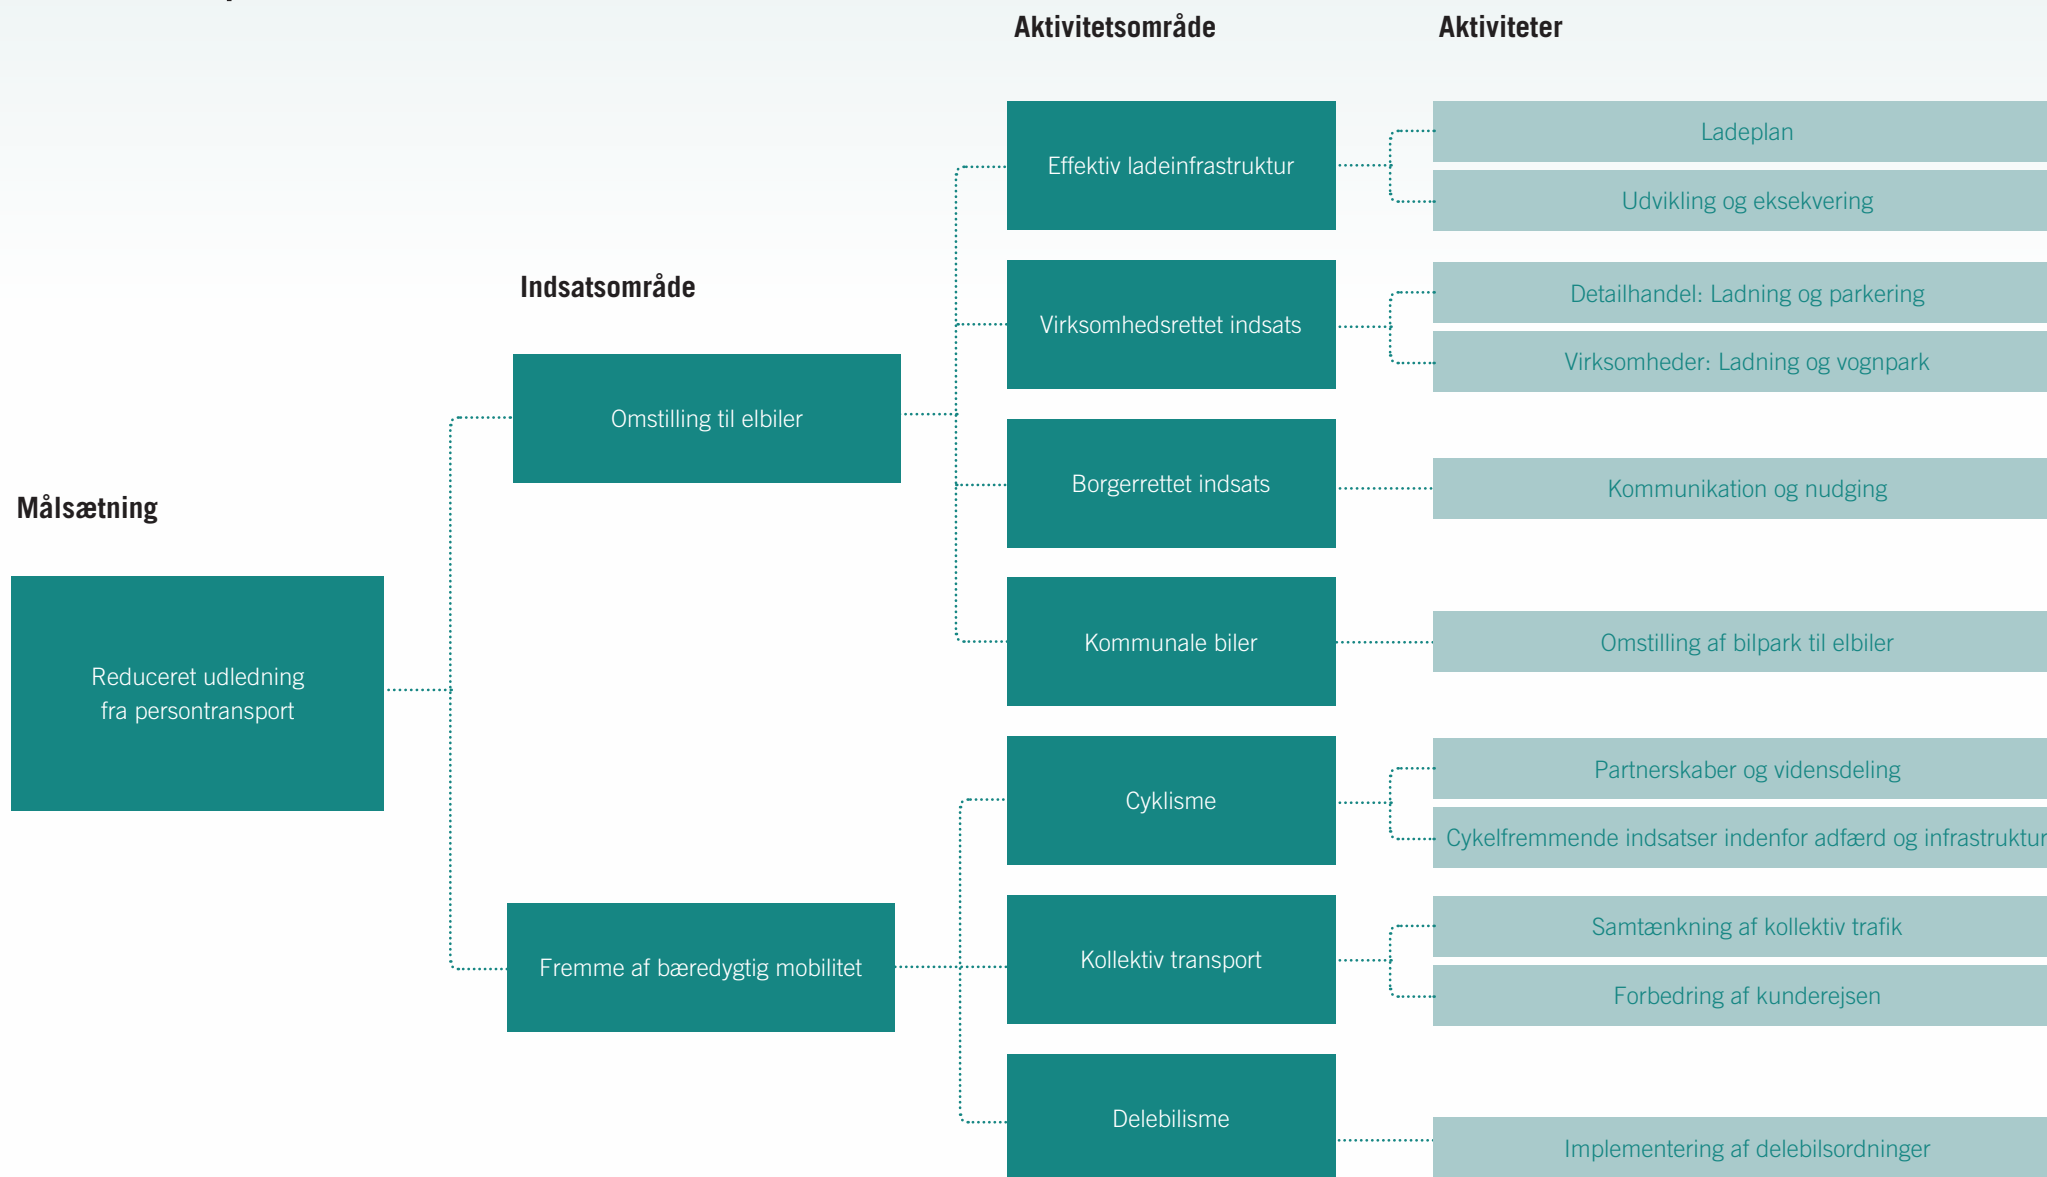 Aktivitetsområde
Aktiviteter
Effektiv ladeinfrastruktur
Ladeplan
Udvikling og eksekvering
Indsatsområde
Virksomhedsrettet indsats
Detailhandel: Ladning og parkering
Virksomheder: Ladning og vognpark
Omstilling til elbiler
Borgerrettet indsats
Kommunikation og nudging
Målsætning
Reduceret udledning
fra persontransport
Kommunale biler
Omstilling af bilpark til elbiler
Cyklisme
Partnerskaber og vidensdeling
Cykelfremmende indsatser indenfor adfærd og infrastruktur
Fremme af bæredygtig mobilitet
Kollektiv transport
Samtænkning af kollektiv trafik
Forbedring af kunderejsen
Delebilisme
Implementering af delebilsordninger